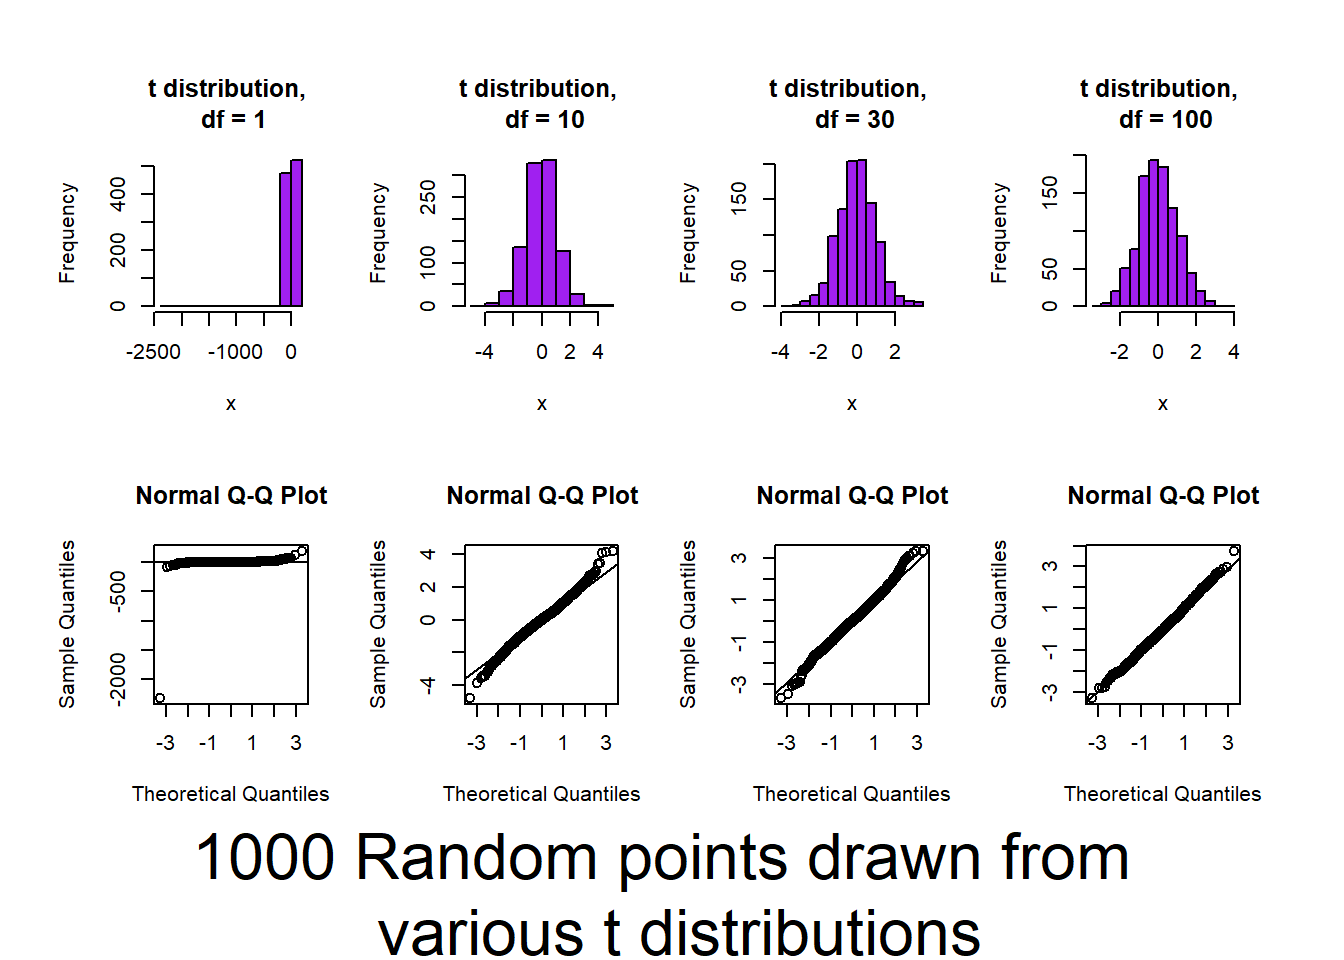 t distribution,
df = 1
t distribution,
df = 10
t distribution,
df = 30
t distribution,
df = 100
Frequency
0 200 400
-2500 -1000 0
x
Frequency
0 100 250
-4 0 2 4
x
Frequency
0 50 150
-4 -2 0 2
x
Frequency
0 50 150
-2 0 2 4
x
Normal Q-Q Plot
Sample Quantiles
-2000 -500
-3 -1 1 3
Theoretical Quantiles
Normal Q-Q Plot
Sample Quantiles
-4 0 2 4
-3 -1 1 3
Theoretical Quantiles
Normal Q-Q Plot
Sample Quantiles
-3 -1 1 3
-3 -1 1 3
Theoretical Quantiles
Normal Q-Q Plot
Sample Quantiles
-3 -1 1 3
-3 -1 1 3
Theoretical Quantiles
1000 Random points drawn from
various t distributions